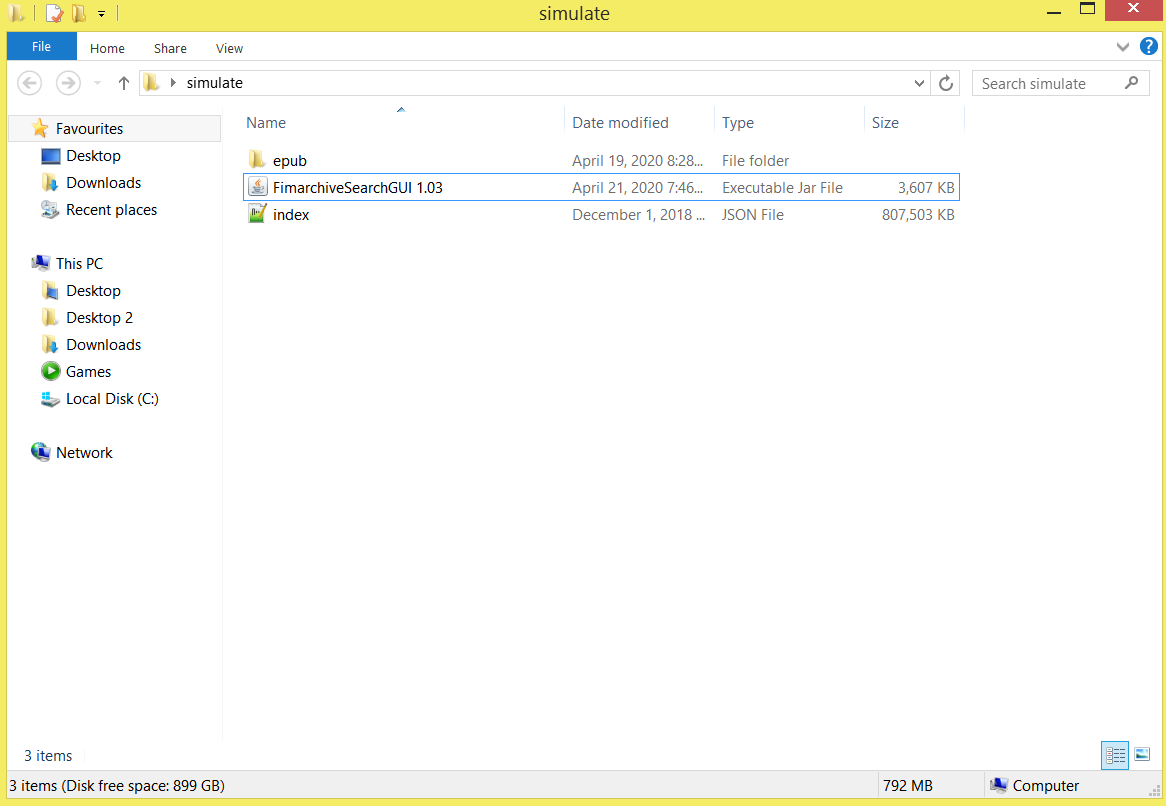 simulate
File Home Share View
simulate
Search simulate
Name Date modified Type Size
Favourites
Desktop
Downloads
Recent places
This PC
Desktop
Desktop 2
Downloads
Games
Local Disk (C:)
Network
epub April 19, 2020 8:28... File folder
FimarchiveSearchGUI 1.03 April 21, 2020 7:46... Executable Jar File 3,607 KB
index December 1, 2018 ... JSON File 807,503 KB
3 items
3 items (Disk free space: 899 GB) 792 MB Computer